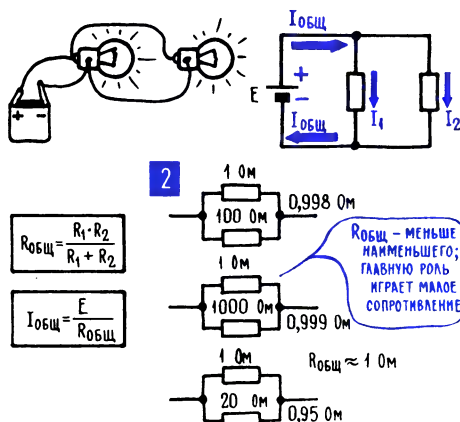 Iобщ
+ -
E
+
-
Iобщ
I1
I2
2
1 Ом
100 Ом
0,998 Ом
Rобщ = R1·R2 / R1+R2
Rобщ – МЕНЬШЕ
НАИМЕНЬШЕГО;
ГЛАВНУЮ РОЛЬ
ИГРАЕТ МАЛОЕ
СОПРОТИВЛЕНИЕ
1 Ом
1000 Ом
0,999 Ом
Iобщ = E / Rобщ
1 Ом
20 Ом
0,95 Ом
Rобщ ≈ 1 Ом